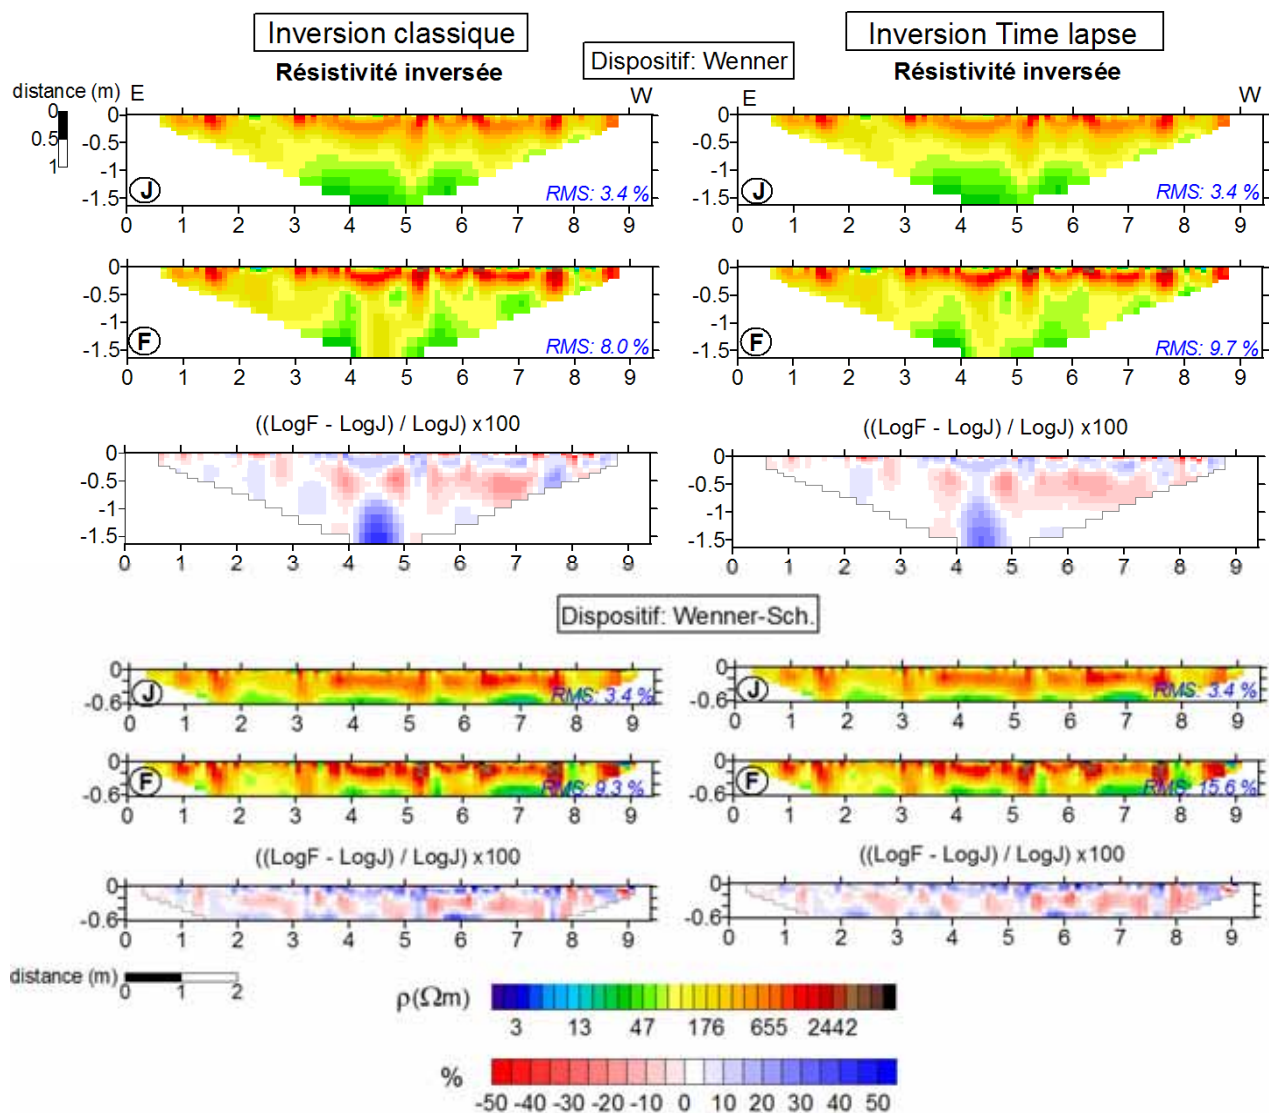 Inversion classique
Inversion Time lapse
Dispositif: Wenner
Résistivité inversée
Résistivité inversée
distance (m) E W
E W
0
0.5
1
0
-0.5
-1
-1.5
J
RMS: 3.4 %
0 1 2 3 4 5 6 7 8 9
0
-0.5
-1
-1.5
J
RMS: 3.4 %
0 1 2 3 4 5 6 7 8 9
0
-0.5
-1
-1.5
F
RMS: 8.0 %
0 1 2 3 4 5 6 7 8 9
0
-0.5
-1
-1.5
F
RMS: 9.7 %
0 1 2 3 4 5 6 7 8 9
((LogF - LogJ) / LogJ) x100
0
-0.5
-1
-1.5
0 1 2 3 4 5 6 7 8 9
((LogF - LogJ) / LogJ) x100
0
-0.5
-1
-1.5
0 1 2 3 4 5 6 7 8 9
Dispositif: Wenner-Sch.
0
-0.6
J
RMS: 3.4 %
0 1 2 3 4 5 6 7 8 9
0
-0.6
J
RMS: 3.4 %
0 1 2 3 4 5 6 7 8 9
0
-0.6
F
RMS: 9.3 %
0 1 2 3 4 5 6 7 8 9
0
-0.6
F
RMS: 15.6 %
0 1 2 3 4 5 6 7 8 9
((LogF - LogJ) / LogJ) x100
0
-0.6
0 1 2 3 4 5 6 7 8 9
((LogF - LogJ) / LogJ) x100
0
-0.6
0 1 2 3 4 5 6 7 8 9
distance (m)
0 1 2
ρ(Ωm)
3 13 47 176 655 2442
%
-50 -40 -30 -20 -10 0 10 20 30 40 50